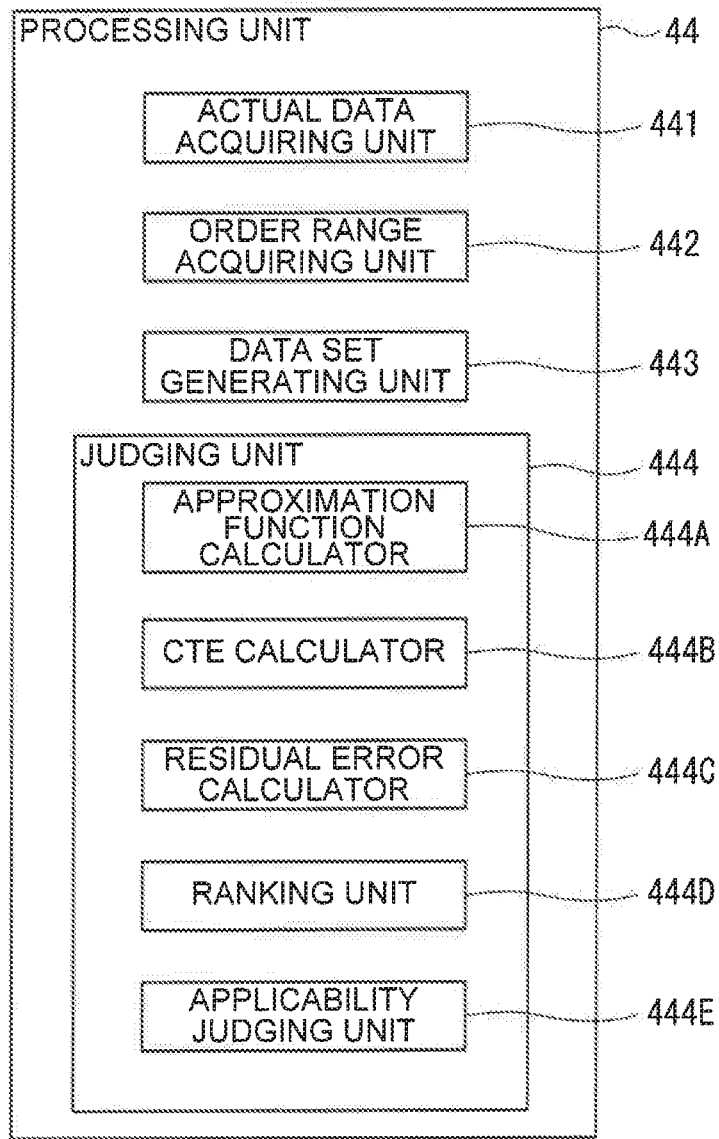 PROCESSING UNIT
44
ACTUAL DATA
ACQUIRING UNIT
441
ORDER RANGE
ACQUIRING UNIT
442
DATA SET
GENERATING UNIT
443
JUDGING UNIT
444
APPROXIMATION
FUNCTION
CALCULATOR
444A
CTE CALCULATOR
444B
RESIDUAL ERROR
CALCULATOR
444C
RANKING UNIT
444D
APPLICABILITY
JUDGING UNIT
444E